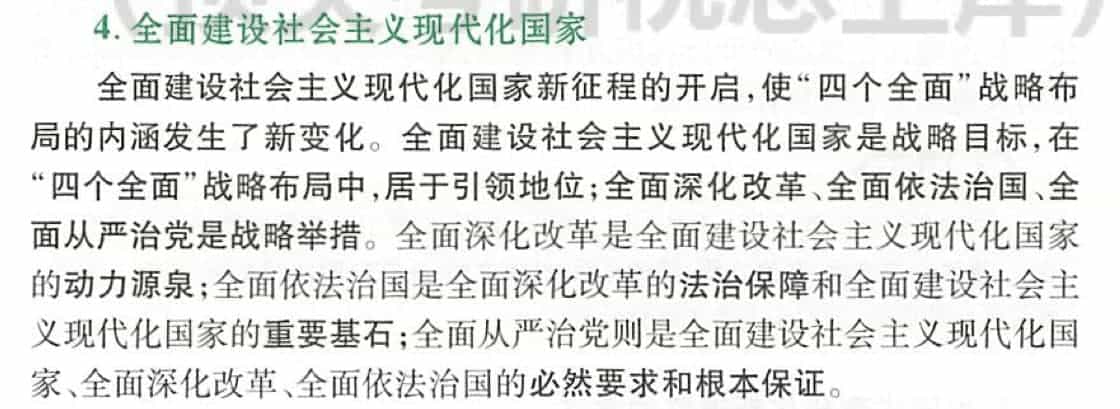 4. 全面建设社会主义现代化国家
全面建设社会主义现代化国家新征程的开启,使“四个全面”战略布
局的内涵发生了新变化。全面建设社会主义现代化国家是战略目标,在
“四个全面”战略布局中,居于引领地位;全面深化改革、全面依法治国、全
面从严治党是战略举措。全面深化改革是全面建设社会主义现代化国家
的动力源泉;全面依法治国是全面深化改革的法治保障和全面建设社会主
义现代化国家的重要基石;全面从严治党则是全面建设社会主义现代化国
家、全面深化改革、全面依法治国的必然要求和根本保证。